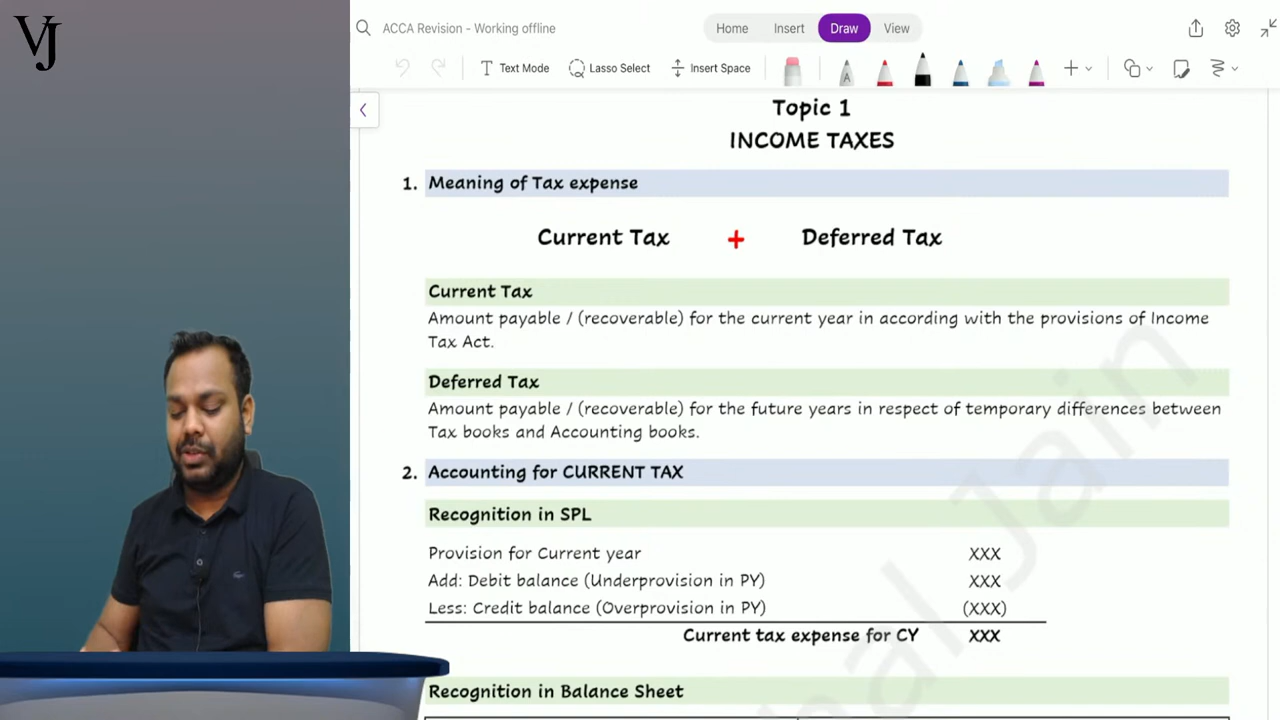 VJ
ACCA Revision - Working offline
Home Insert Draw View
Text Mode Lasso Select Insert Space
A
Topic 1
INCOME TAXES
1. Meaning of Tax expense
Current Tax + Deferred Tax
Current Tax
Amount payable / (recoverable) for the current year in according with the provisions of Income
Tax Act.
Deferred Tax
Amount payable / (recoverable) for the future years in respect of temporary differences between
Tax books and Accounting books.
2. Accounting for CURRENT TAX
Recognition in SPL
Provision for Current year XXX
Add: Debit balance (Underprovision in PY) XXX
Less: Credit balance (Overprovision in PY) (XXX)
Current tax expense for CY XXX
Recognition in Balance Sheet
hal Jain